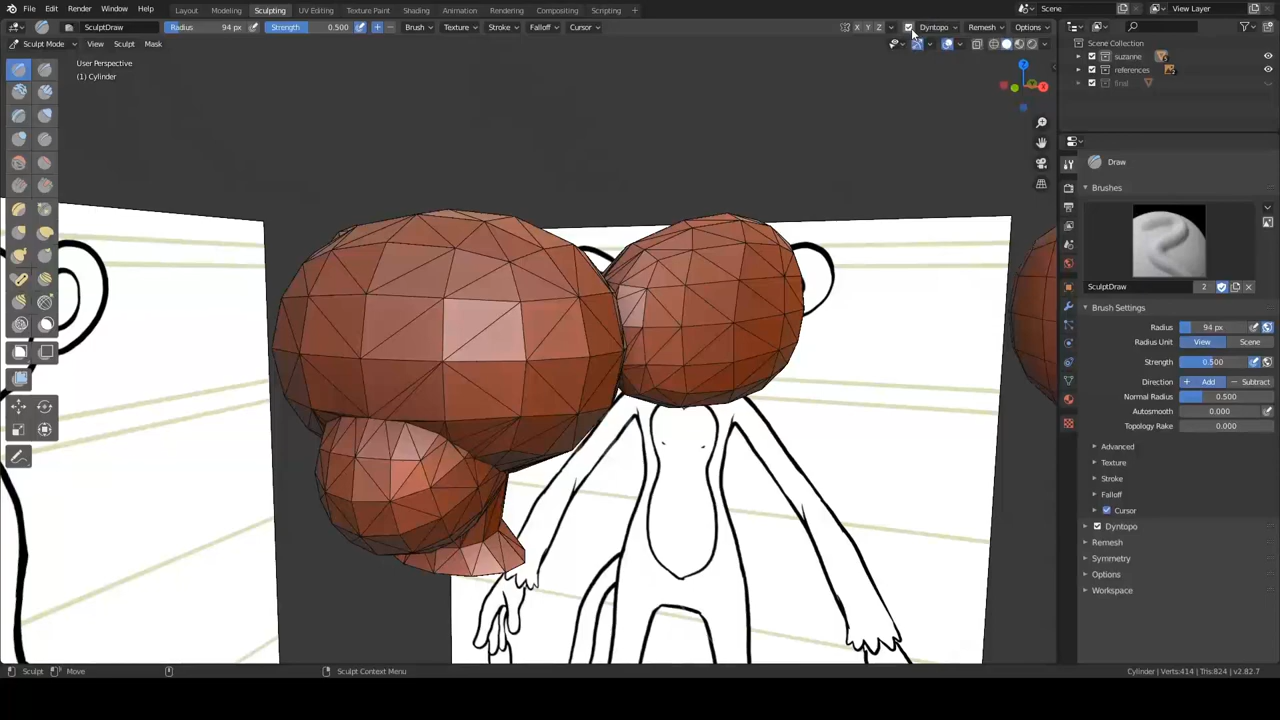 File Edit Render Window Help Layout Modeling Sculpting UV Editing Texture Paint Shading Animation Rendering Compositing Scripting + Scene View Layer
SculptDraw Radius 94 px Strength 0.500 Brush Texture Stroke Falloff Cursor X Y Z Dyntopo Remesh Options
Sculpt Mode View Sculpt Mask
Scene Collection
suzanne
references
final
User Perspective
(1) Cylinder
Z
X
Draw
Brushes
SculptDraw 2
Brush Settings
Radius 94 px
Radius Unit View Scene
Strength 0.500
Direction + Add − Subtract
Normal Radius 0.500
Autosmooth 0.000
Topology Rake 0.000
Advanced
Texture
Stroke
Falloff
Cursor
Dyntopo
Remesh
Symmetry
Options
Workspace
Sculpt Move Sculpt Context Menu Cylinder | Verts:414 | Tris:824 | v2.82.7